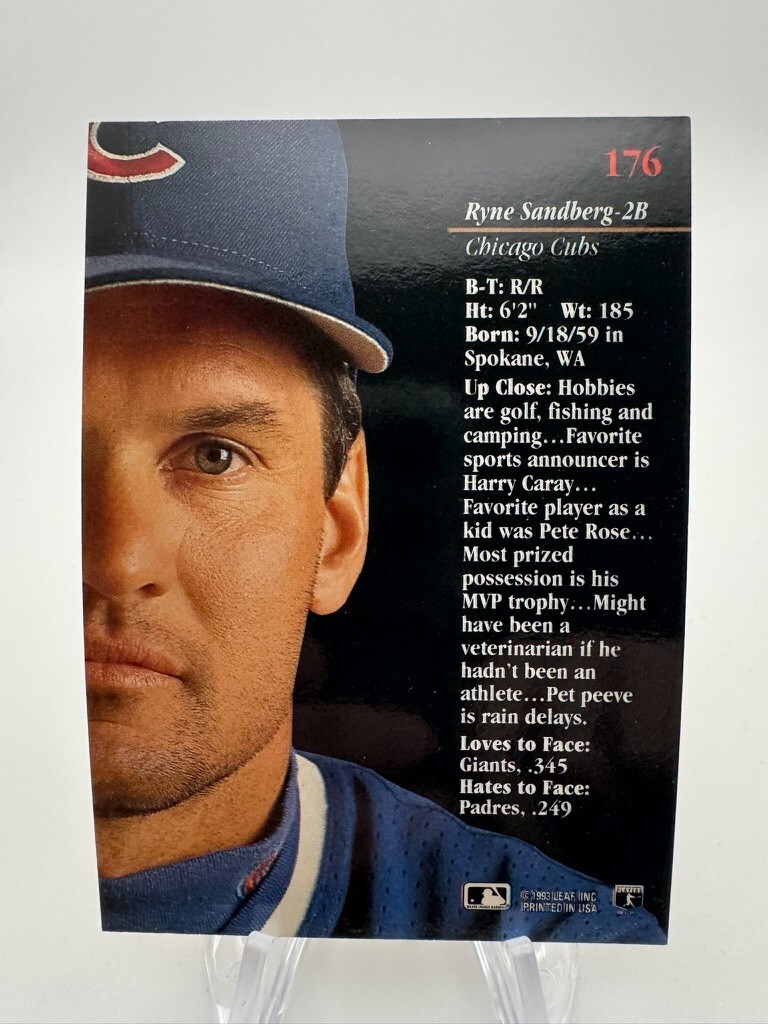 C
176
Ryne Sandberg-2B
Chicago Cubs
B-T: R/R
Ht: 6'2" Wt: 185
Born: 9/18/59 in
Spokane, WA
Up Close: Hobbies
are golf, fishing and
camping...Favorite
sports announcer is
Harry Caray...
Favorite player as a
kid was Pete Rose...
Most prized
possession is his
MVP trophy...Might
have been a
veterinarian if he
hadn't been an
athlete...Pet peeve
is rain delays.
Loves to Face:
Giants, .345
Hates to Face:
Padres, .249
MAJOR LEAGUE BASEBALL
© 1993 LEAF, INC.
PRINTED IN USA
PLAYERS